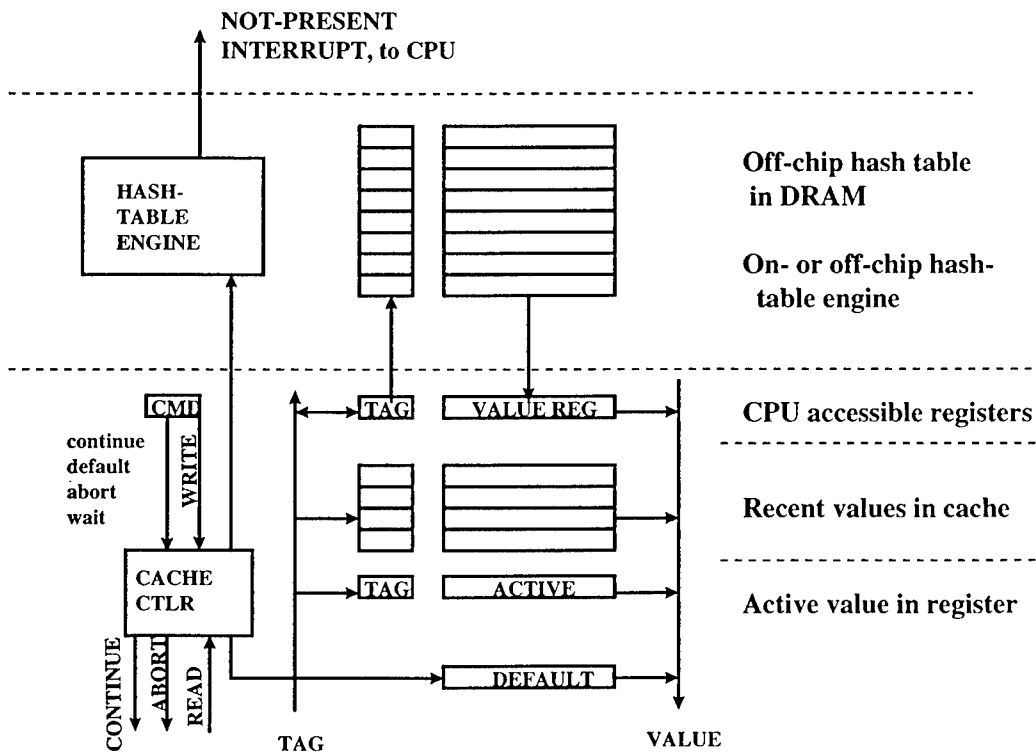 NOT-PRESENT
INTERRUPT, to CPU
HASH-
TABLE
ENGINE
Off-chip hash table
in DRAM
On- or off-chip hash-
table engine
CMD
WRITE
continue
default
abort
wait
TAG
VALUE REG
CPU accessible registers
Recent values in cache
CACHE
CTLR
TAG
ACTIVE
Active value in register
DEFAULT
CONTINUE
ABORT
READ
TAG
VALUE